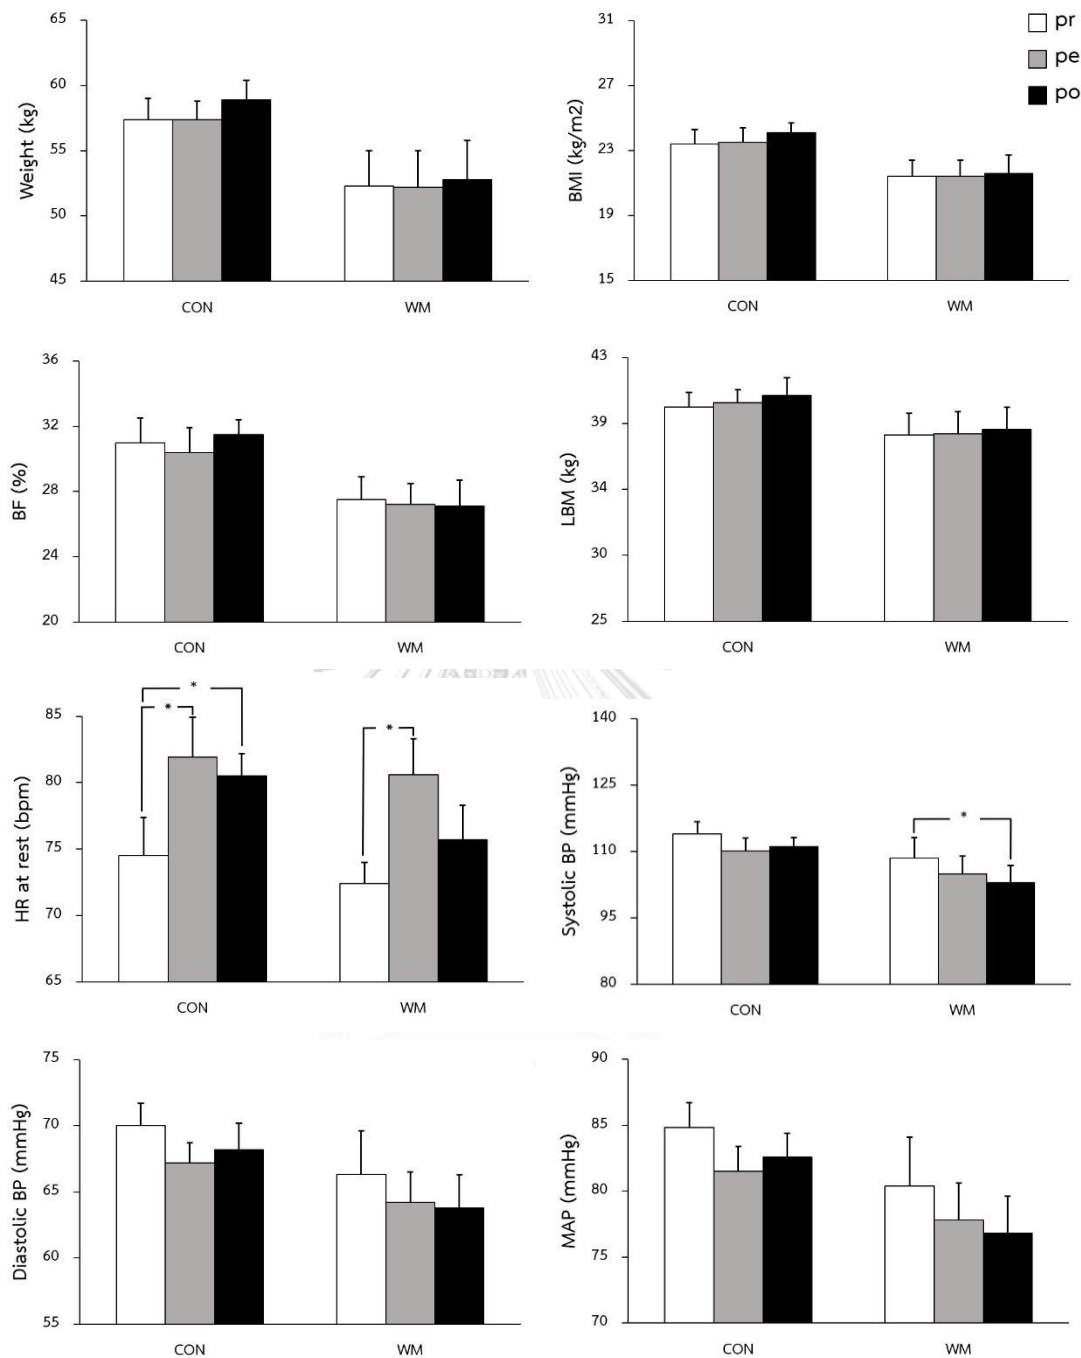 Weight (kg)
65
60
55
50
45
CON
WM
BMI (kg/m2)
31
27
23
19
15
CON
WM
pr
pe
po
BF (%)
36
32
28
24
20
CON
WM
LBM (kg)
43
39
34
30
25
CON
WM
HR at rest (bpm)
85
80
75
70
65
*
*
*
CON
WM
Systolic BP (mmHg)
140
125
110
95
80
*
CON
WM
Diastolic BP (mmHg)
75
70
65
60
55
CON
WM
MAP (mmHg)
90
85
80
75
70
CON
WM